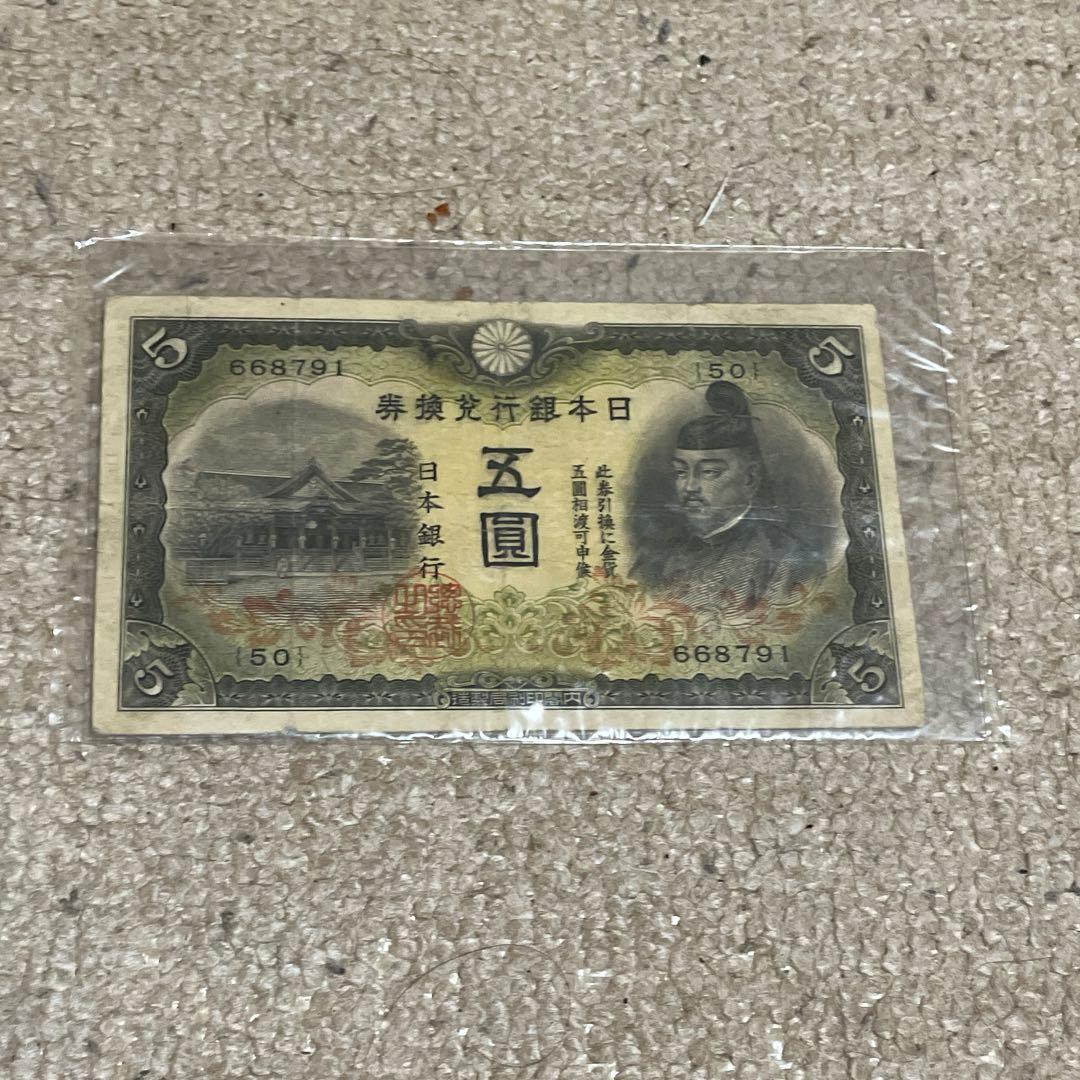 5
5
668791
{50}
券換兌行銀本日
五圓
日本銀行
此券引換に金貨
五圓相渡可申候
{50}
668791
5
5
造製局刷印閣内